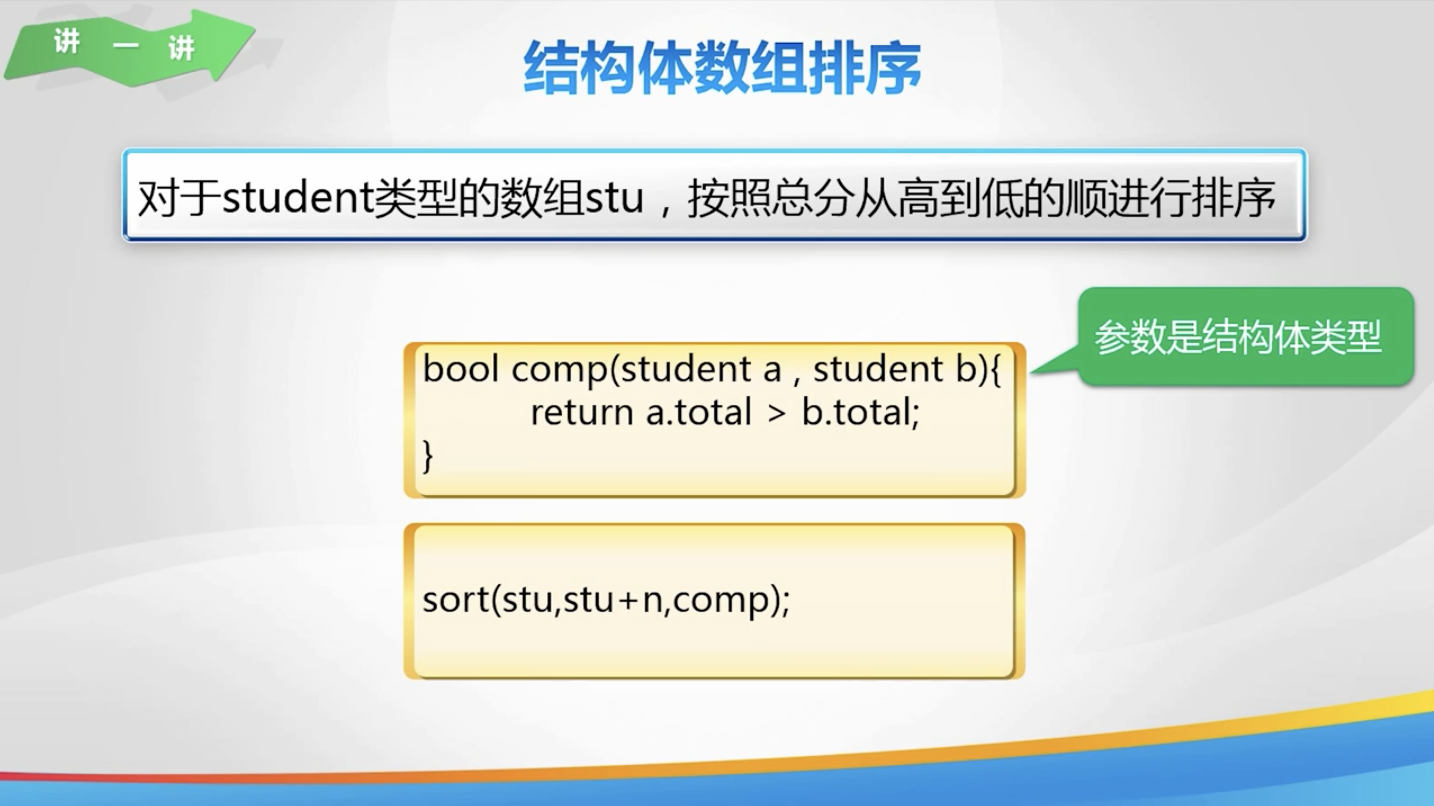 讲一讲
结构体数组排序
对于student类型的数组stu，按照总分从高到低的顺进行排序
参数是结构体类型
bool comp(student a , student b){
return a.total > b.total;
}
sort(stu,stu+n,comp);